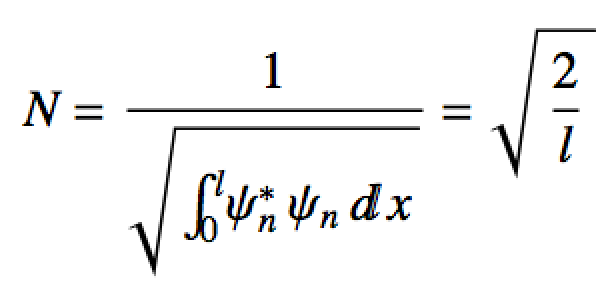 N = 1 / √(∫₀ˡ ψₙ* ψₙ dx) = √(2/l)